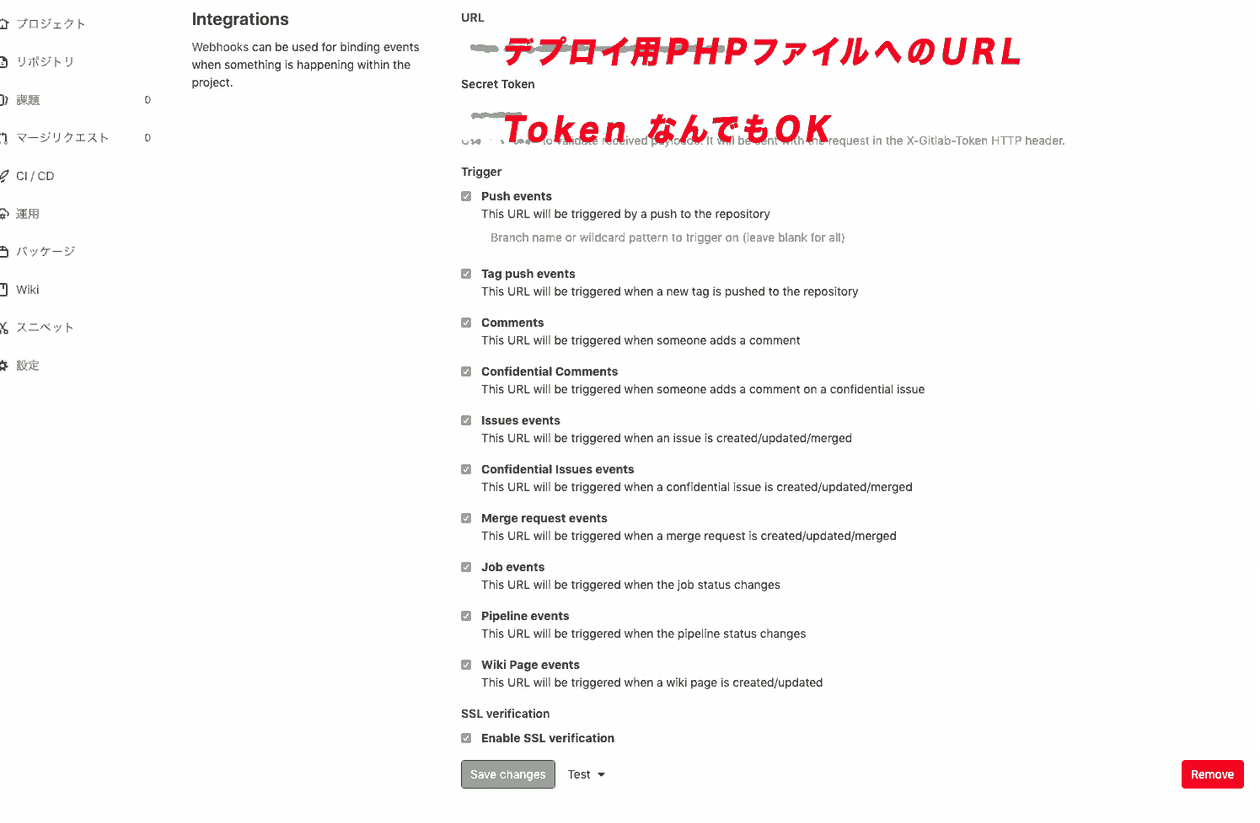 プロジェクト
リポジトリ
課題 0
マージリクエスト 0
CI / CD
運用
パッケージ
Wiki
スニペット
設定
Integrations
Webhooks can be used for binding events
when something is happening within the
project.
URL
デプロイ用PHPファイルへのURL
Secret Token
Token なんでもOK
to validate received payloads. It will be sent with the request in the X-Gitlab-Token HTTP header.
Trigger
Push events
This URL will be triggered by a push to the repository
Branch name or wildcard pattern to trigger on (leave blank for all)
Tag push events
This URL will be triggered when a new tag is pushed to the repository
Comments
This URL will be triggered when someone adds a comment
Confidential Comments
This URL will be triggered when someone adds a comment on a confidential issue
Issues events
This URL will be triggered when an issue is created/updated/merged
Confidential Issues events
This URL will be triggered when a confidential issue is created/updated/merged
Merge request events
This URL will be triggered when a merge request is created/updated/merged
Job events
This URL will be triggered when the job status changes
Pipeline events
This URL will be triggered when the pipeline status changes
Wiki Page events
This URL will be triggered when a wiki page is created/updated
SSL verification
Enable SSL verification
Save changes Test Remove